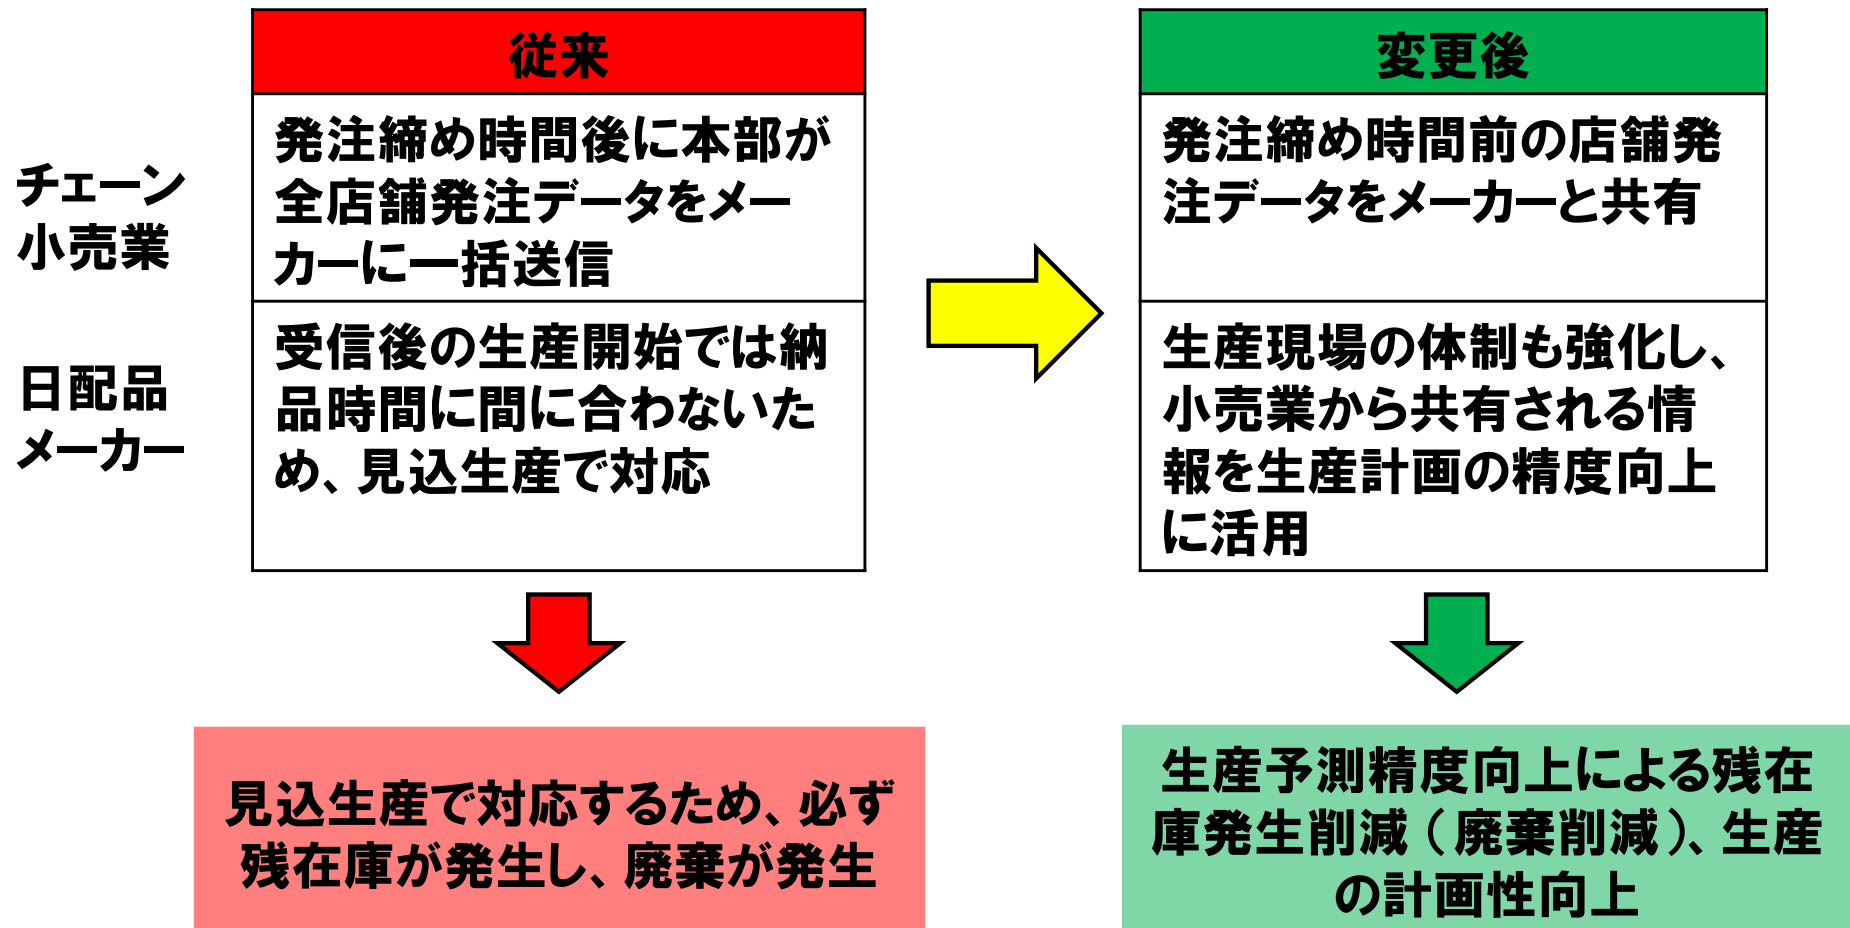 従来
変更後
チェーン
小売業
発注締め時間後に本部が
全店舗発注データをメー
カーに一括送信
発注締め時間前の店舗発
注データをメーカーと共有
日配品
メーカー
受信後の生産開始では納
品時間に間に合わないた
め、見込生産で対応
生産現場の体制も強化し、
小売業から共有される情
報を生産計画の精度向上
に活用
見込生産で対応するため、必ず
残在庫が発生し、廃棄が発生
生産予測精度向上による残在
庫発生削減（廃棄削減）、生産
の計画性向上